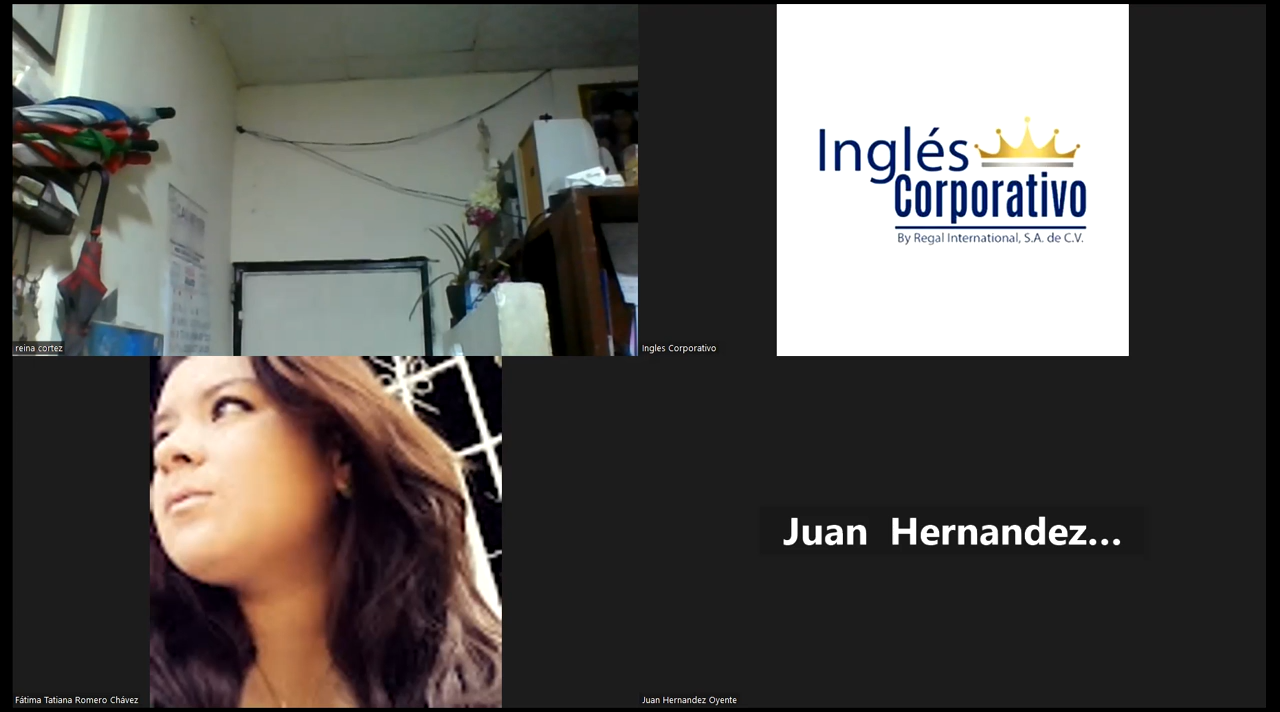 reina cortez
Inglés
Corporativo
By Regal International, S.A. de C.V.
Ingles Corporativo
Juan Hernandez...
Fátima Tatiana Romero Chávez
Juan Hernandez Oyente